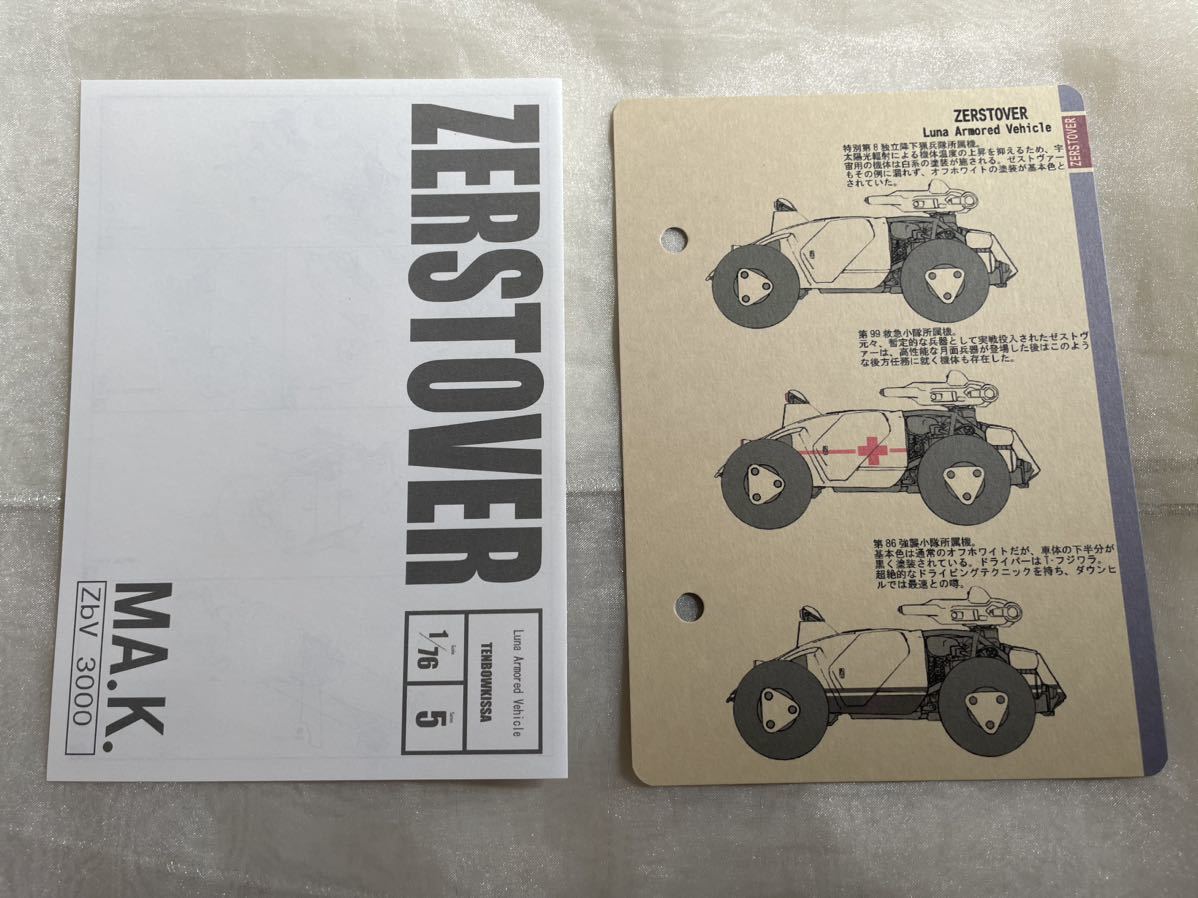 ZERSTOVER
Luna Armored Vehicle
TENBOWKISSA
Scale
1/76
Series
5
MA.K.
ZbV 3000
ZERSTOVER
Luna Armored Vehicle
ZERSTOVER
特別第8独立降下猟兵隊所属機。
太陽光輻射による機体温度の上昇を抑えるため、宇
宙用の機体は白系の塗装が施される。ゼストヴァー
もその例に漏れず、オフホワイトの塗装が基本色と
されていた。
第99救急小隊所属機。
元々、暫定的な兵器として実戦投入されたゼストヴ
ァーは、高性能な月面兵器が登場した後はこのよう
な後方任務に就く機体も存在した。
第86強襲小隊所属機。
基本色は通常のオフホワイトだが、車体の下半分が
黒く塗装されている。ドライバーはT-フジワラ。
超絶的なドライビングテクニックを持ち、ダウンヒ
ルでは最速との噂。